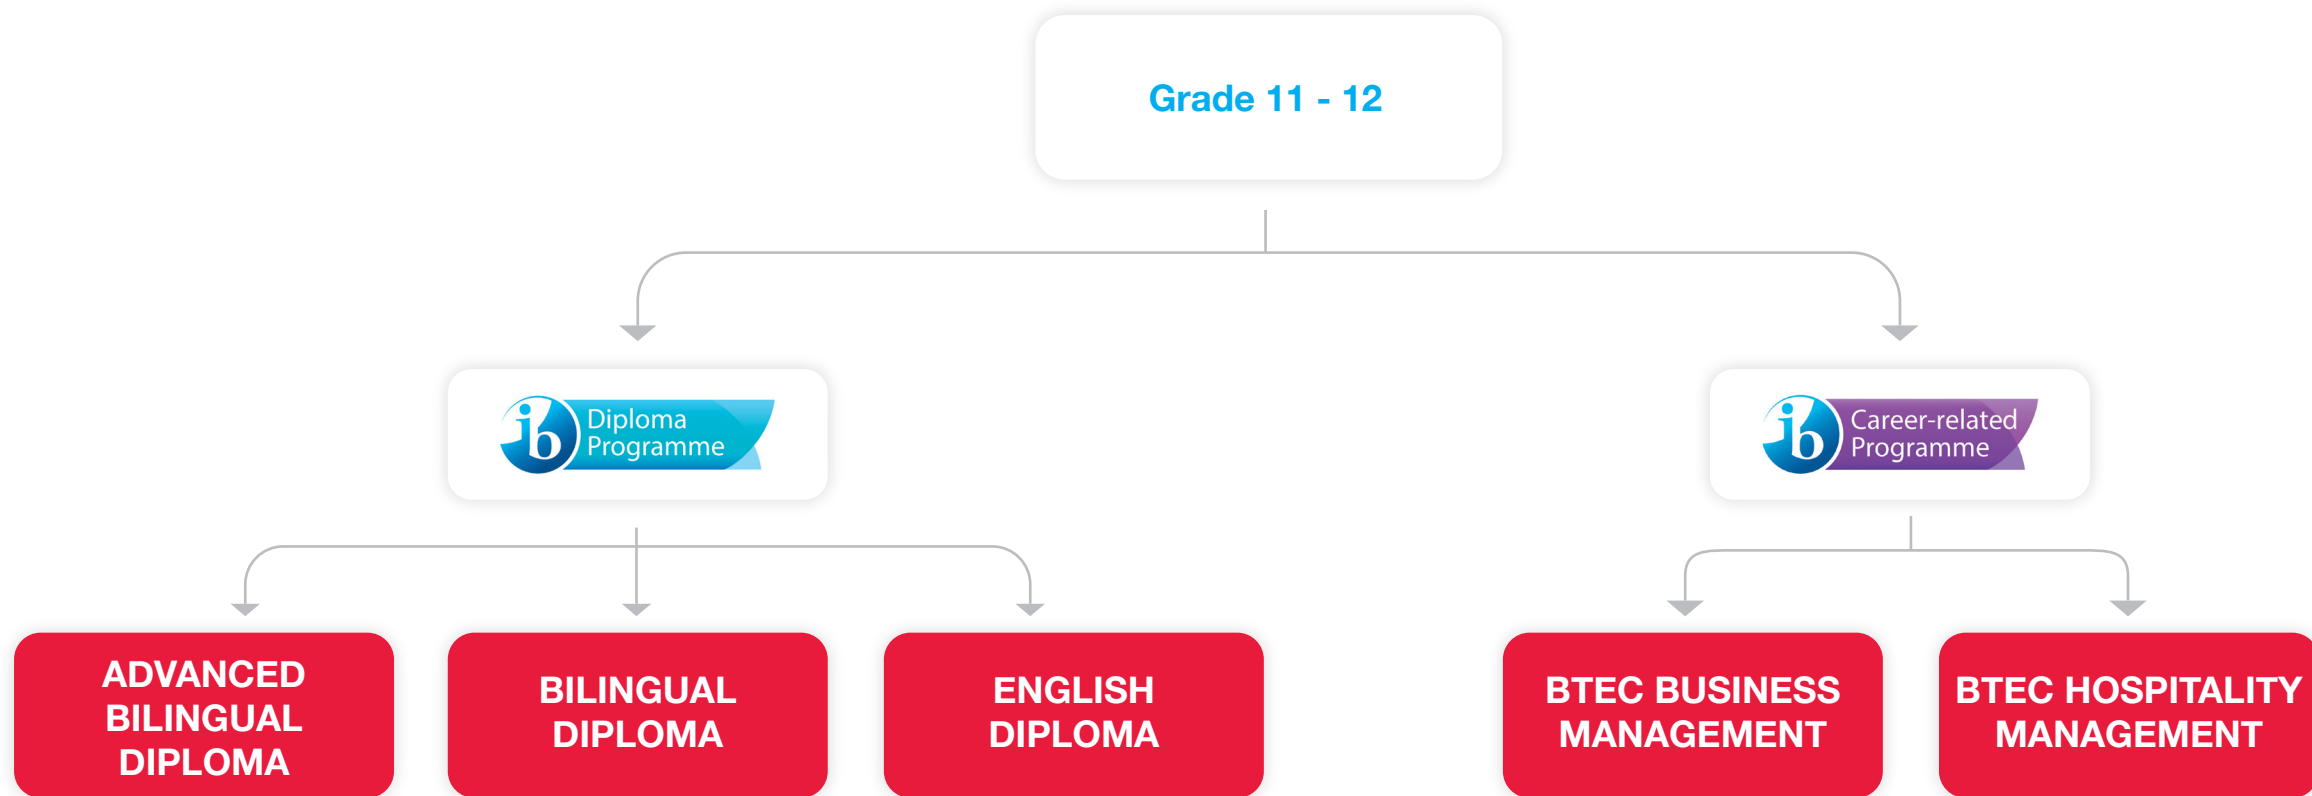 Grade 11 - 12
ib
Diploma
Programme
ib
Career-related
Programme
ADVANCED
BILINGUAL
DIPLOMA
BILINGUAL
DIPLOMA
ENGLISH
DIPLOMA
BTEC BUSINESS
MANAGEMENT
BTEC HOSPITALITY
MANAGEMENT